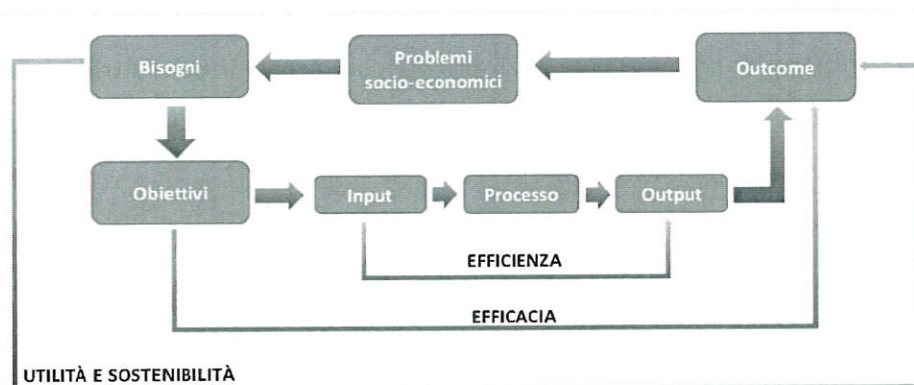 Bisogni
Problemi
socio-economici
Outcome
Obiettivi
Input
Processo
Output
EFFICIENZA
EFFICACIA
UTILITÀ E SOSTENIBILITÀ